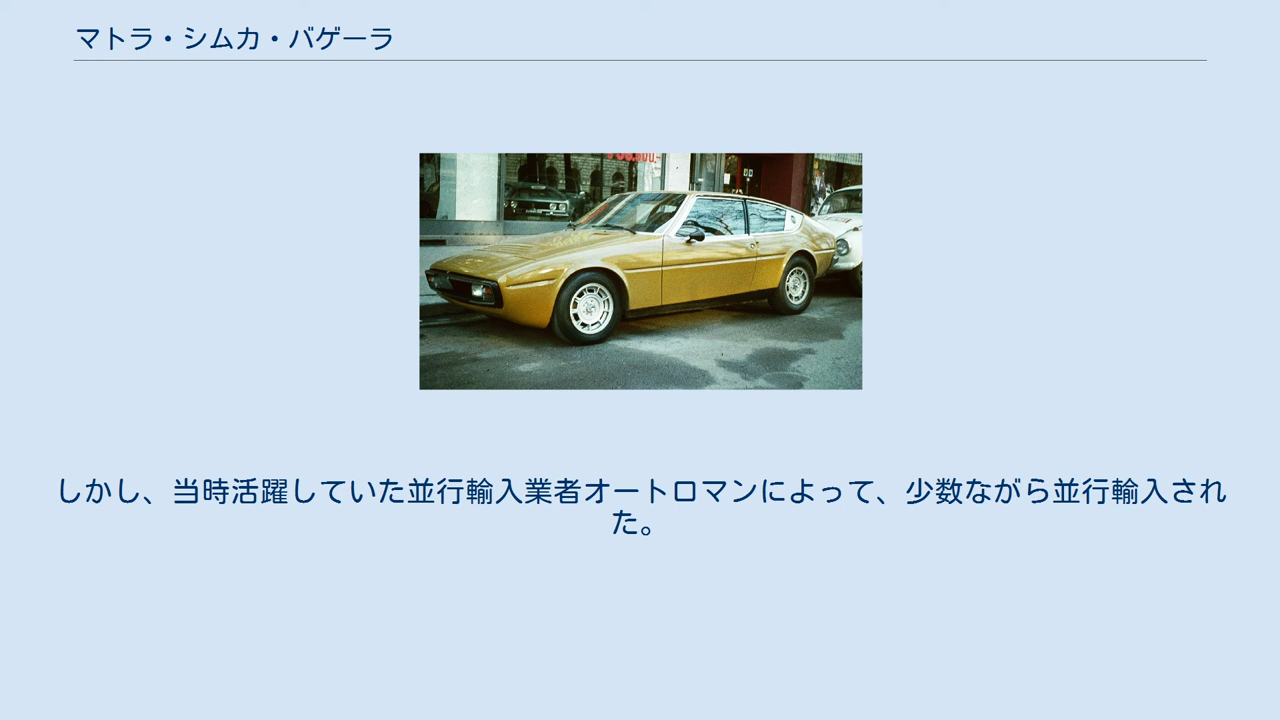 マトラ・シムカ・バゲーラ
しかし、当時活躍していた並行輸入業者オートロマンによって、少数ながら並行輸入され
た。